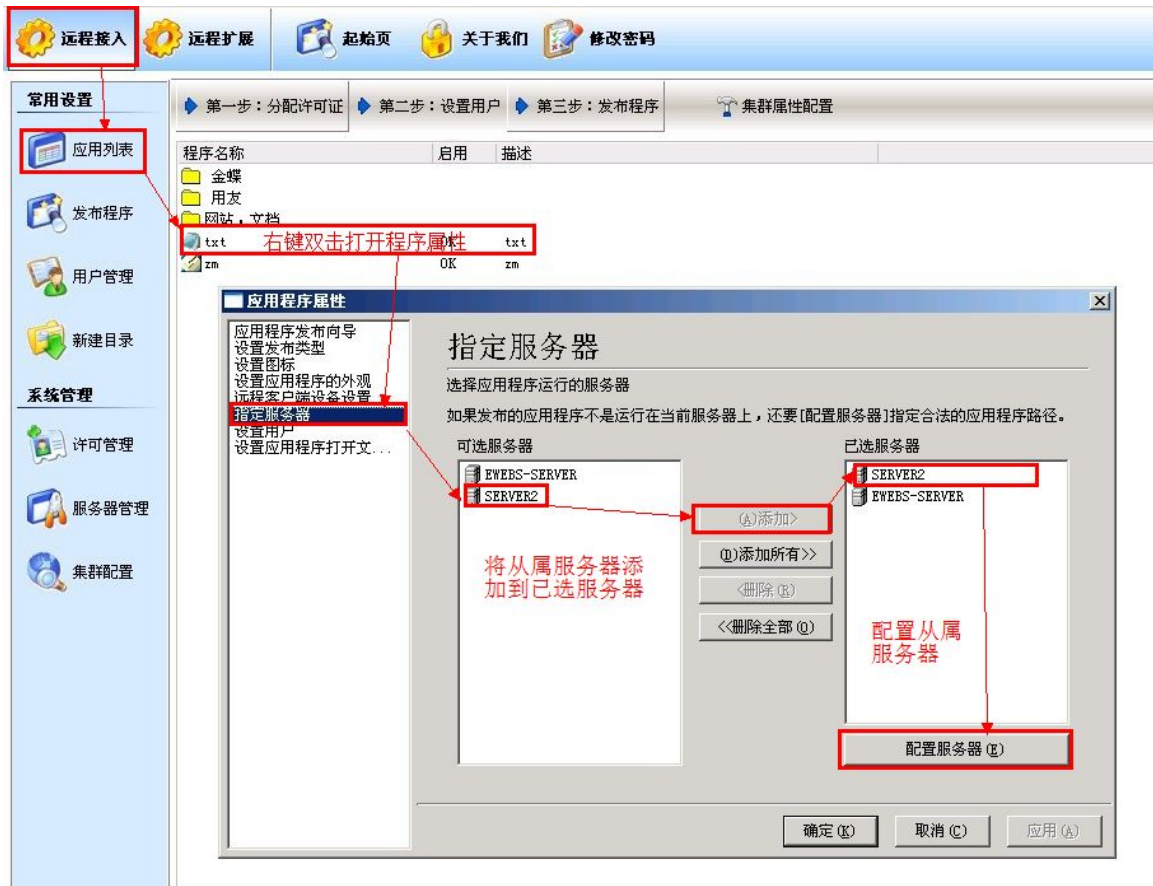 远程接入 远程扩展 起始页 关于我们 修改密码
常用设置
应用列表
发布程序
用户管理
新建目录
系统管理
许可管理
服务器管理
集群配置
第一步：分配许可证 第二步：设置用户 第三步：发布程序 集群属性配置
程序名称 启用 描述
金蝶
用友
网站，文档
txt 右键双击打开程序属性 OK txt
zm OK zm
应用程序属性
应用程序发布向导
设置发布类型
设置图标
设置应用程序的外观
远程客户端设备设置
指定服务器
设置用户
设置应用程序打开文...
指定服务器
选择应用程序运行的服务器
如果发布的应用程序不是运行在当前服务器上，还要[配置服务器]指定合法的应用程序路径。
可选服务器
EWEBS-SERVER
SERVER2
将从属服务器添
加到已选服务器
(A)添加>
(D)添加所有>>
<删除(R)
<<删除全部(O)
已选服务器
SERVER2
EWEBS-SERVER
配置从属
服务器
配置服务器(E)
确定(K) 取消(C) 应用(A)